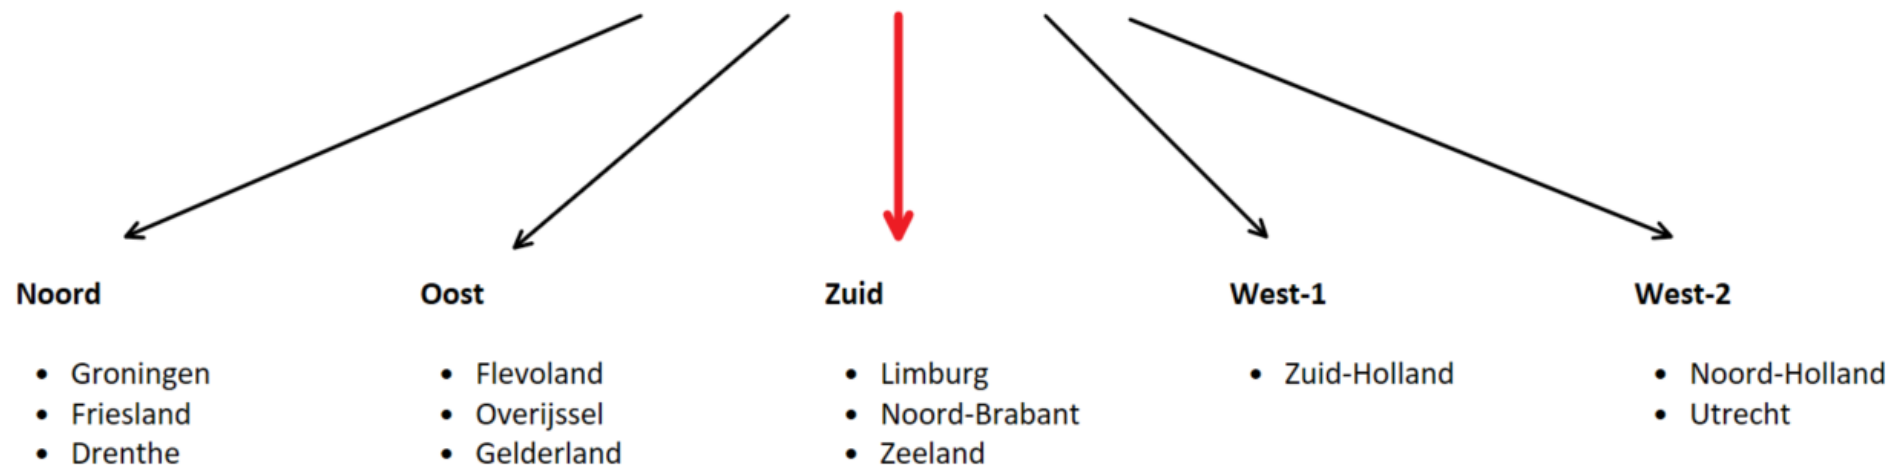 Noord
• Groningen
• Friesland
• Drenthe
Oost
• Flevoland
• Overijssel
• Gelderland
Zuid
• Limburg
• Noord-Brabant
• Zeeland
West-1
• Zuid-Holland
West-2
• Noord-Holland
• Utrecht